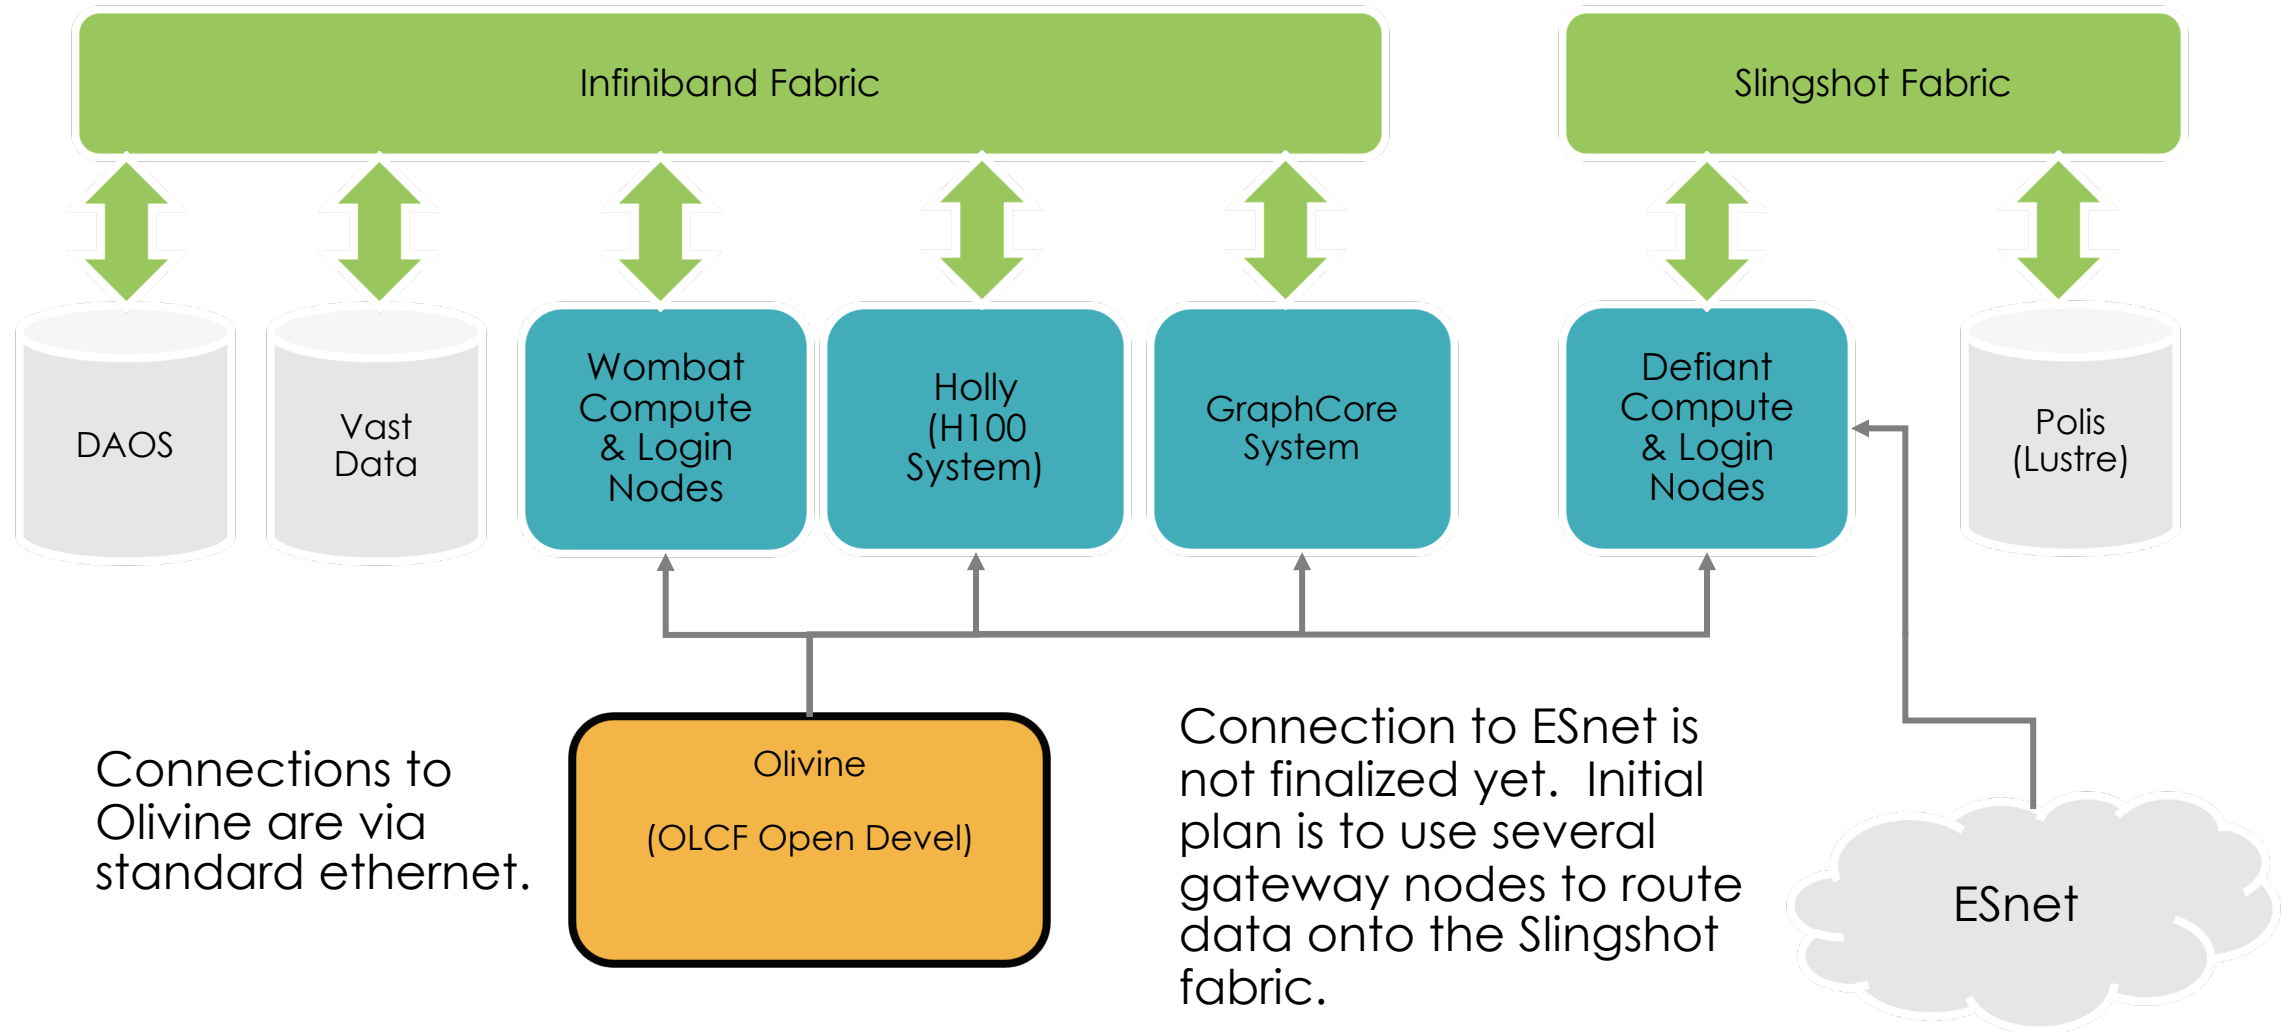 Infiniband Fabric
Slingshot Fabric
DAOS
Vast
Data
Wombat
Compute
& Login
Nodes
Holly
(H100
System)
GraphCore
System
Defiant
Compute
& Login
Nodes
Polis
(Lustre)
Connections to
Olivine are via
standard ethernet.
Olivine
(OLCF Open Devel)
Connection to ESnet is
not finalized yet.  Initial
plan is to use several
gateway nodes to route
data onto the Slingshot
fabric.
ESnet